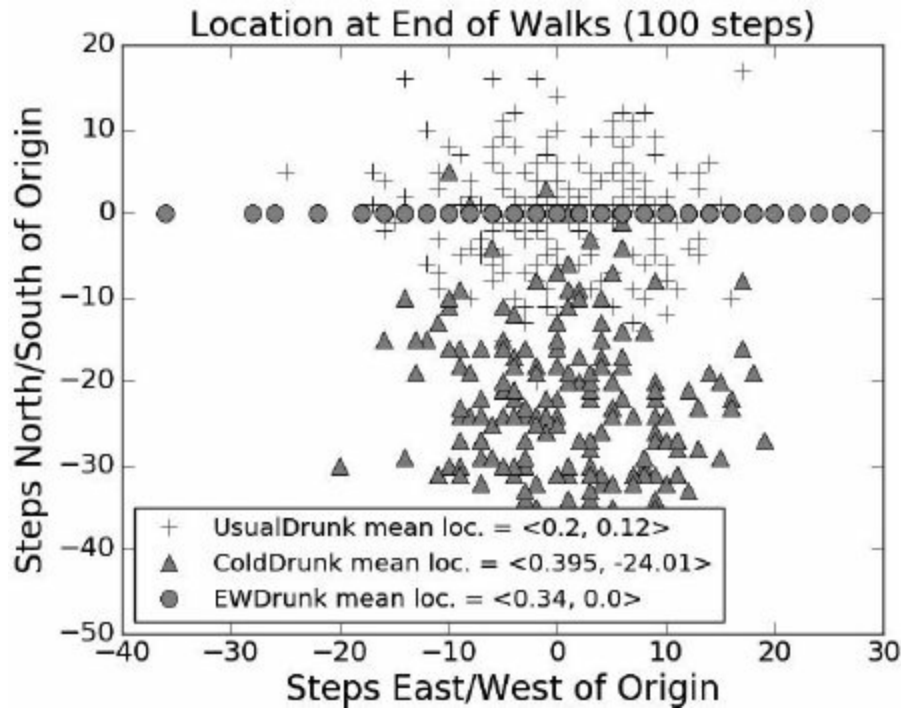 Location at End of Walks (100 steps)
Steps North/South of Origin
20
10
0
−10
−20
−30
−40
−50
UsualDrunk mean loc. = <0.2, 0.12>
ColdDrunk mean loc. = <0.395, -24.01>
EWDrunk mean loc. = <0.34, 0.0>
−40 −30 −20 −10 0 10 20 30
Steps East/West of Origin